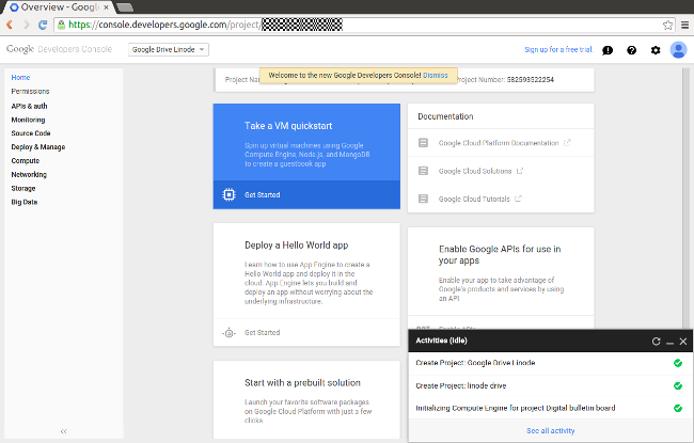 Overview - Googl
https://console.developers.google.com/project/
Google Developers Console
Google Drive Linode
Sign up for a free trial
Welcome to the new Google Developers Console! Dismiss
Project Na
roject Number: 582593522254
Home
Permissions
APIs & auth
Monitoring
Source Code
Deploy & Manage
Compute
Networking
Storage
Big Data
Take a VM quickstart
Spin up virtual machines using Google
Compute Engine, Node.js, and MongoDB
to create a guestbook app
Get Started
Documentation
Google Cloud Platform Documentation
Google Cloud Solutions
Google Cloud Tutorials
Deploy a Hello World app
Learn how to use App Engine to create a
Hello World app and deploy it in the
cloud. App Engine lets you build and
deploy an app without worrying about the
underlying infrastructure.
Get Started
Enable Google APIs for use in
your apps
Enable your app to take advantage of
Google's products and services by using
an API
Start with a prebuilt solution
Launch your favorite software packages
on Google Cloud Platform with just a few
clicks
Activities (Idle)
Create Project: Google Drive Linode
Create Project: linode drive
Initializing Compute Engine for project Digital bulletin board
See all activity